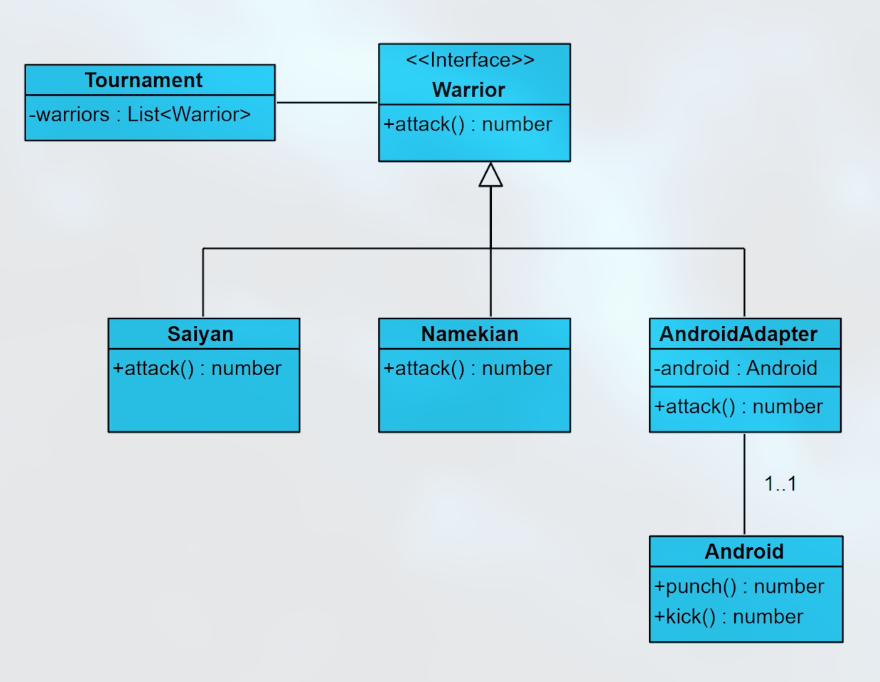 Tournament
-warriors : List<Warrior>
<<Interface>>
Warrior
+attack() : number
Saiyan
+attack() : number
Namekian
+attack() : number
AndroidAdapter
-android : Android
+attack() : number
1..1
Android
+punch() : number
+kick() : number